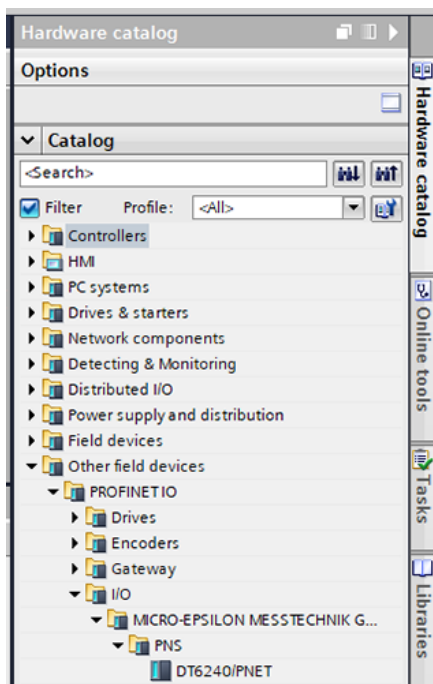 Hardware catalog
Options
Catalog
<Search>
Filter Profile: <All>
Controllers
HMI
PC systems
Drives & starters
Network components
Detecting & Monitoring
Distributed I/O
Power supply and distribution
Field devices
Other field devices
PROFINET IO
Drives
Encoders
Gateway
I/O
MICRO-EPSILON MESSTECHNIK G...
PNS
DT6240/PNET
Hardware catalog
Online tools
Tasks
Libraries